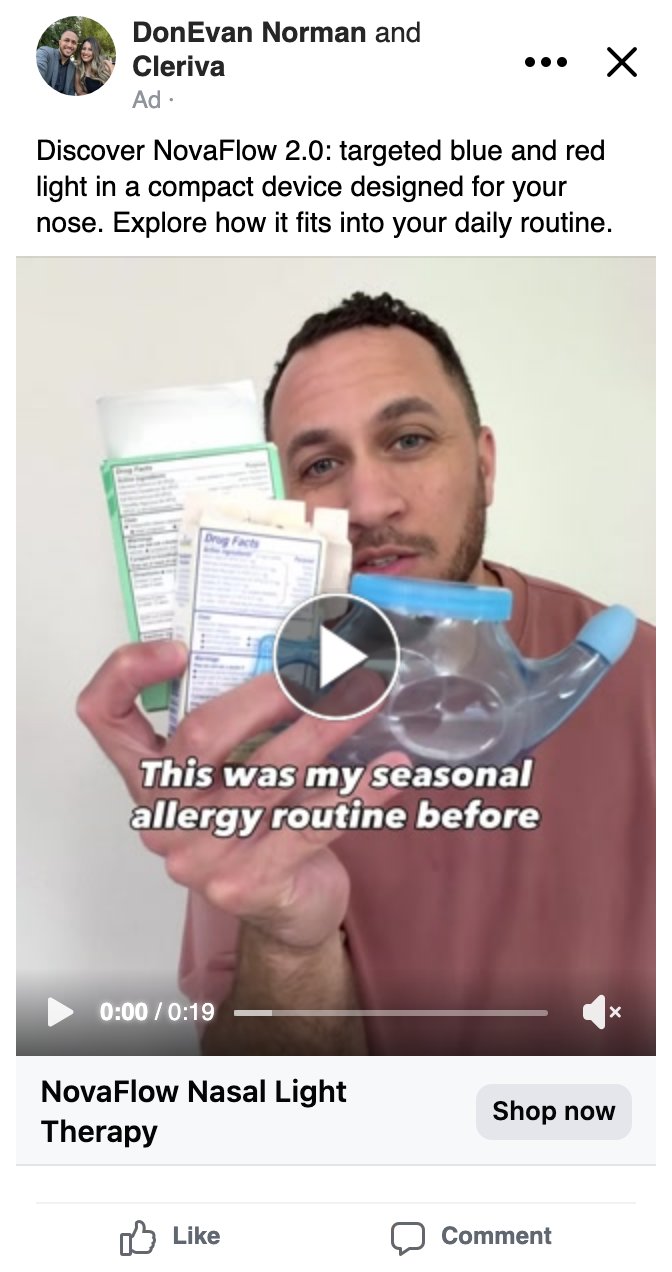 DonEvan Norman and
Cleriva
Ad ·
Discover NovaFlow 2.0: targeted blue and red
light in a compact device designed for your
nose. Explore how it fits into your daily routine.
Drug Facts
Drug Facts
This was my seasonal
allergy routine before
0:00 / 0:19
NovaFlow Nasal Light
Therapy
Shop now
Like
Comment